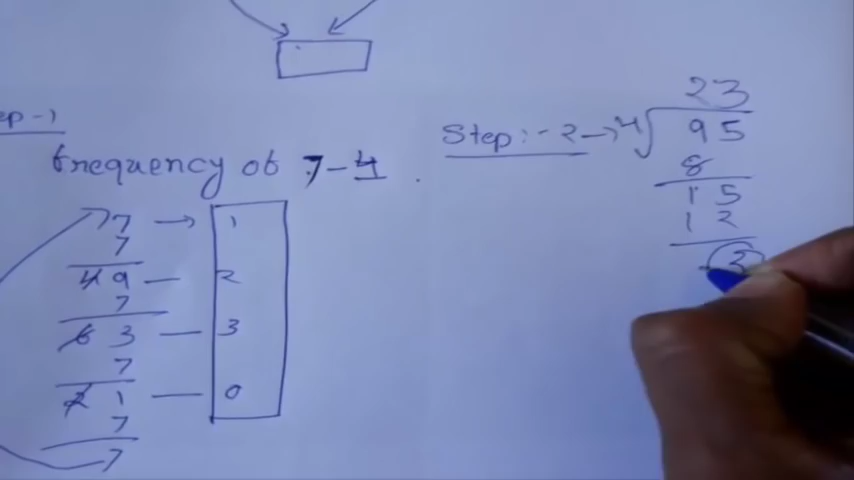 ep-1
frequency of 7-4.
7 → 1
7
49 — 2
7
63 — 3
7
21 — 0
7
7
Step:-2→
23
4 95
8
15
12
3